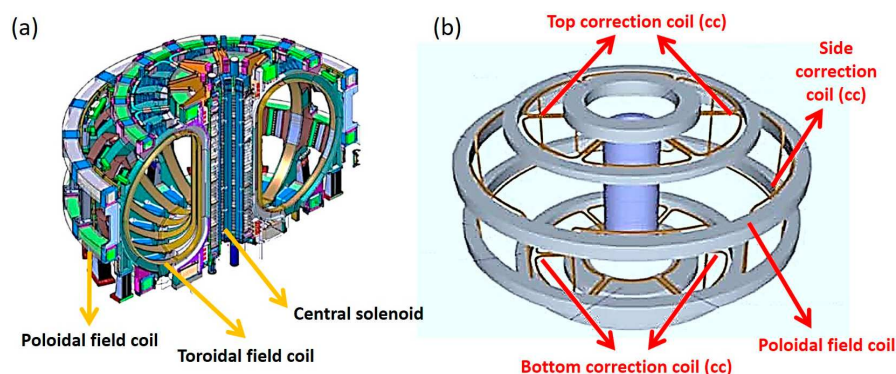 (a)
Poloidal field coil
Toroidal field coil
Central solenoid
(b)
Top correction coil (cc)
Side
correction
coil (cc)
Poloidal field coil
Bottom correction coil (cc)